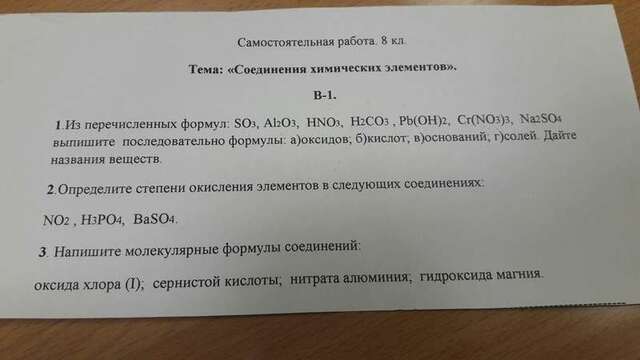 Самостоятельная работа. 8 кл.
Тема: «Соединения химических элементов».
В-1.
1.Из перечисленных формул: SO3, Al2O3, HNO3, H2CO3 , Pb(OH)2, Cr(NO3)3, Na2SO4
выпишите последовательно формулы: а)оксидов; б)кислот; в)оснований; г)солей. Дайте
названия веществ.
2.Определите степени окисления элементов в следующих соединениях:
NO2 , H3PO4, BaSO4.
3. Напишите молекулярные формулы соединений:
оксида хлора (I); сернистой кислоты; нитрата алюминия; гидроксида магния.